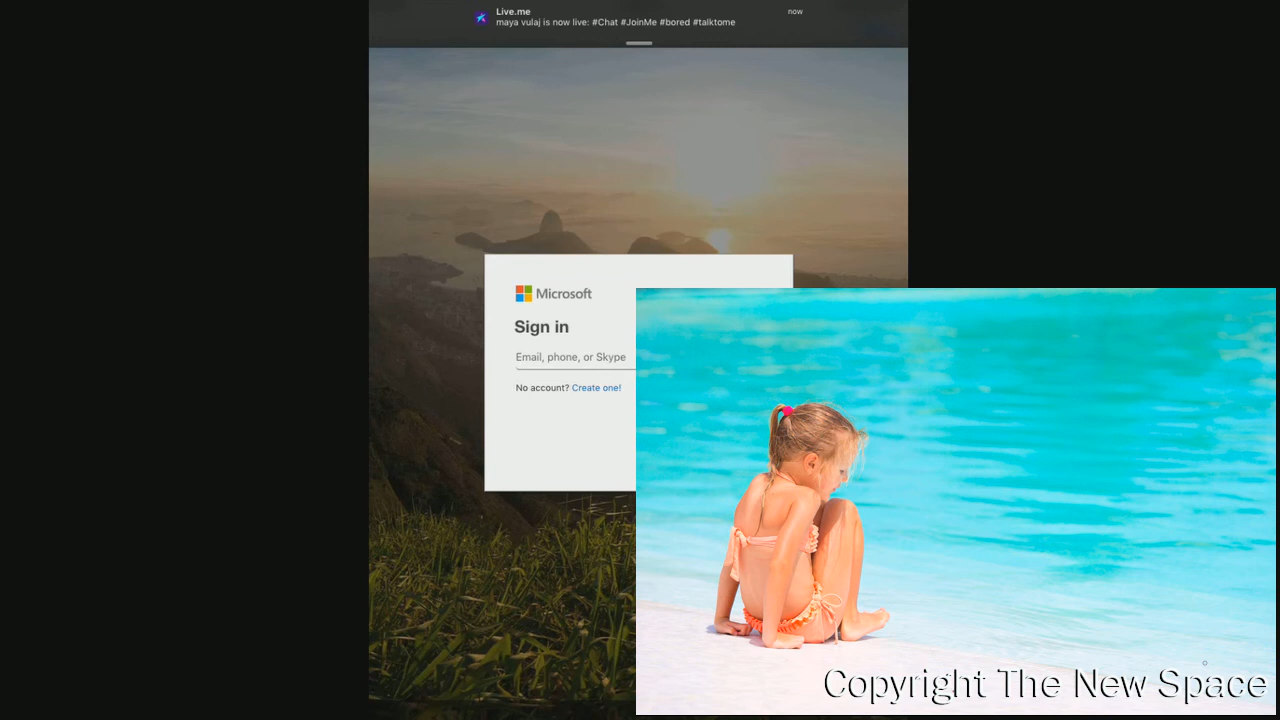 Live.me
now
maya vulaj is now live: #Chat #JoinMe #bored #talktome
Microsoft
Sign in
Email, phone, or Skype
No account? Create one!
Copyright The New Space